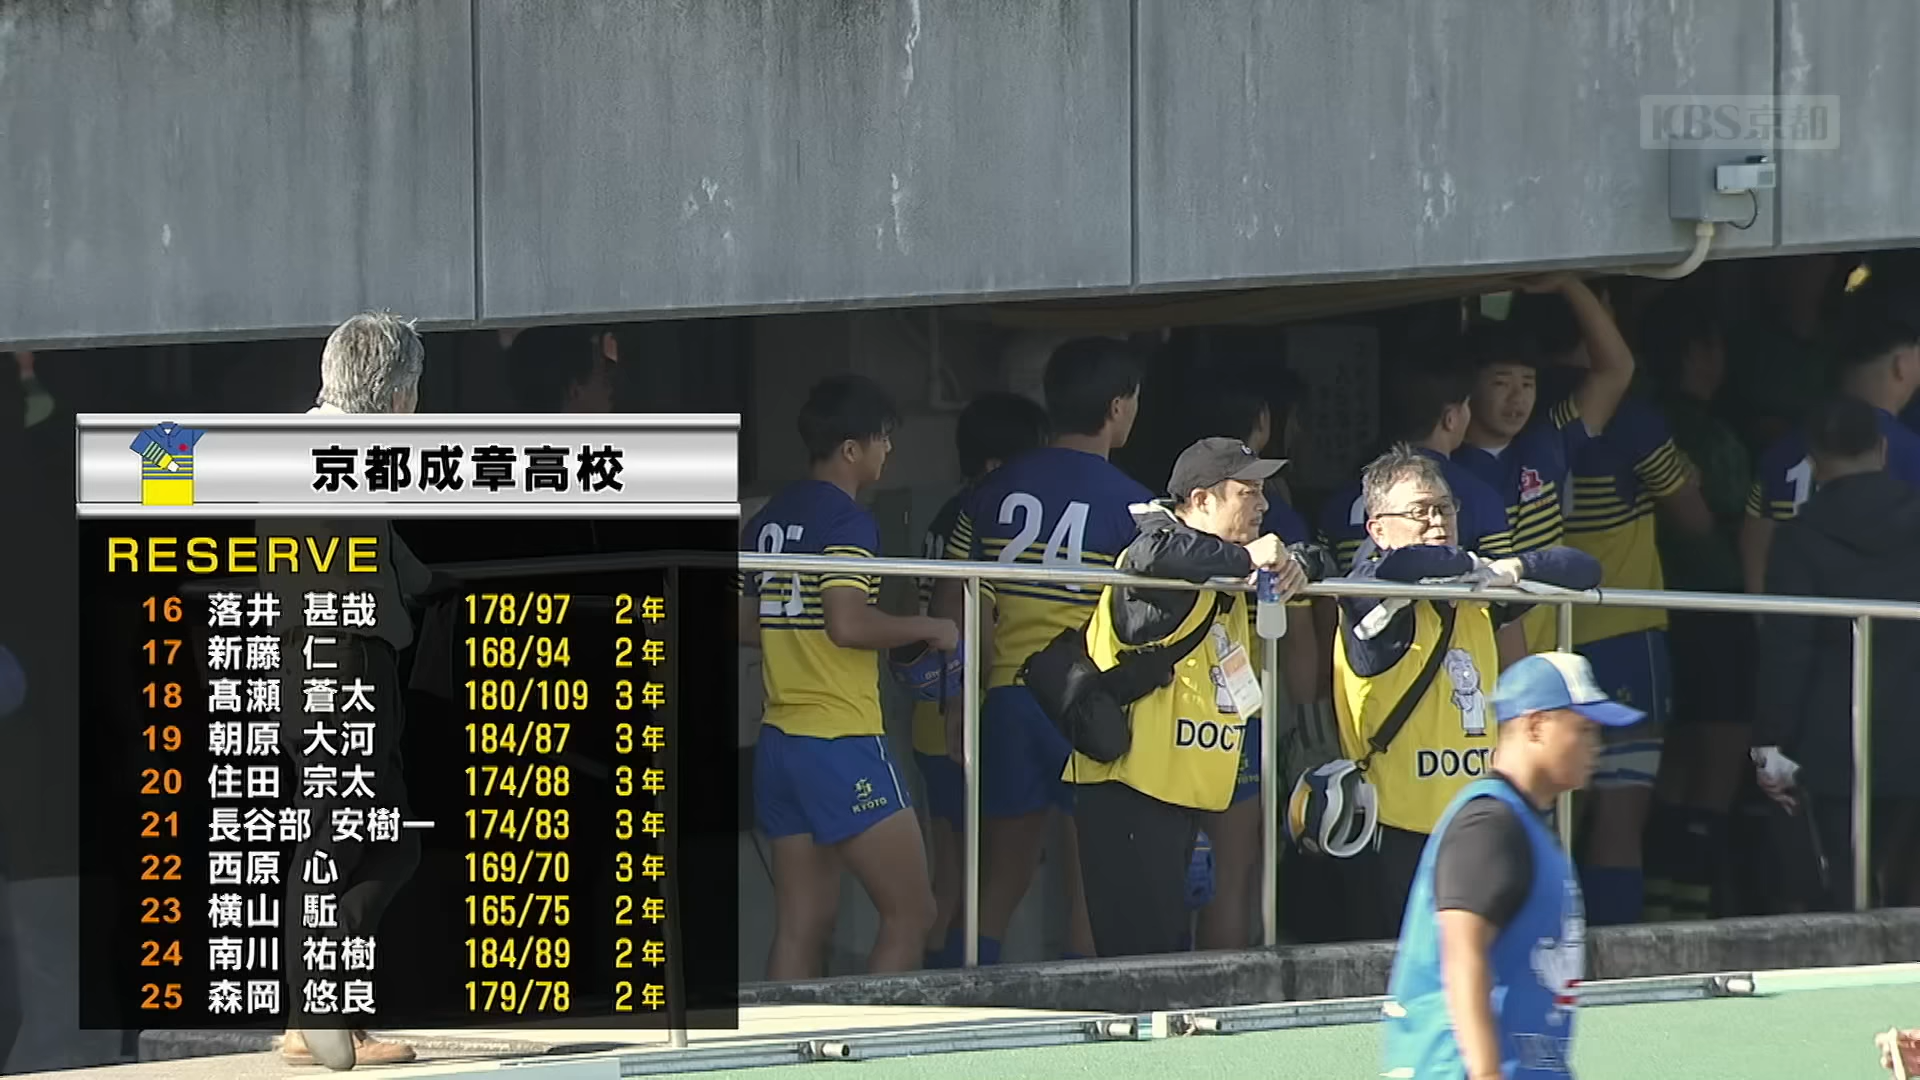 KBS京都
京都成章高校
RESERVE
16 落井 甚哉 178/97 2年
17 新藤 仁 168/94 2年
18 髙瀬 蒼太 180/109 3年
19 朝原 大河 184/87 3年
20 住田 宗太 174/88 3年
21 長谷部 安樹一 174/83 3年
22 西原 心 169/70 3年
23 横山 駈 165/75 2年
24 南川 祐樹 184/89 2年
25 森岡 悠良 179/78 2年
24
DOCT
DOCT
KYOTO